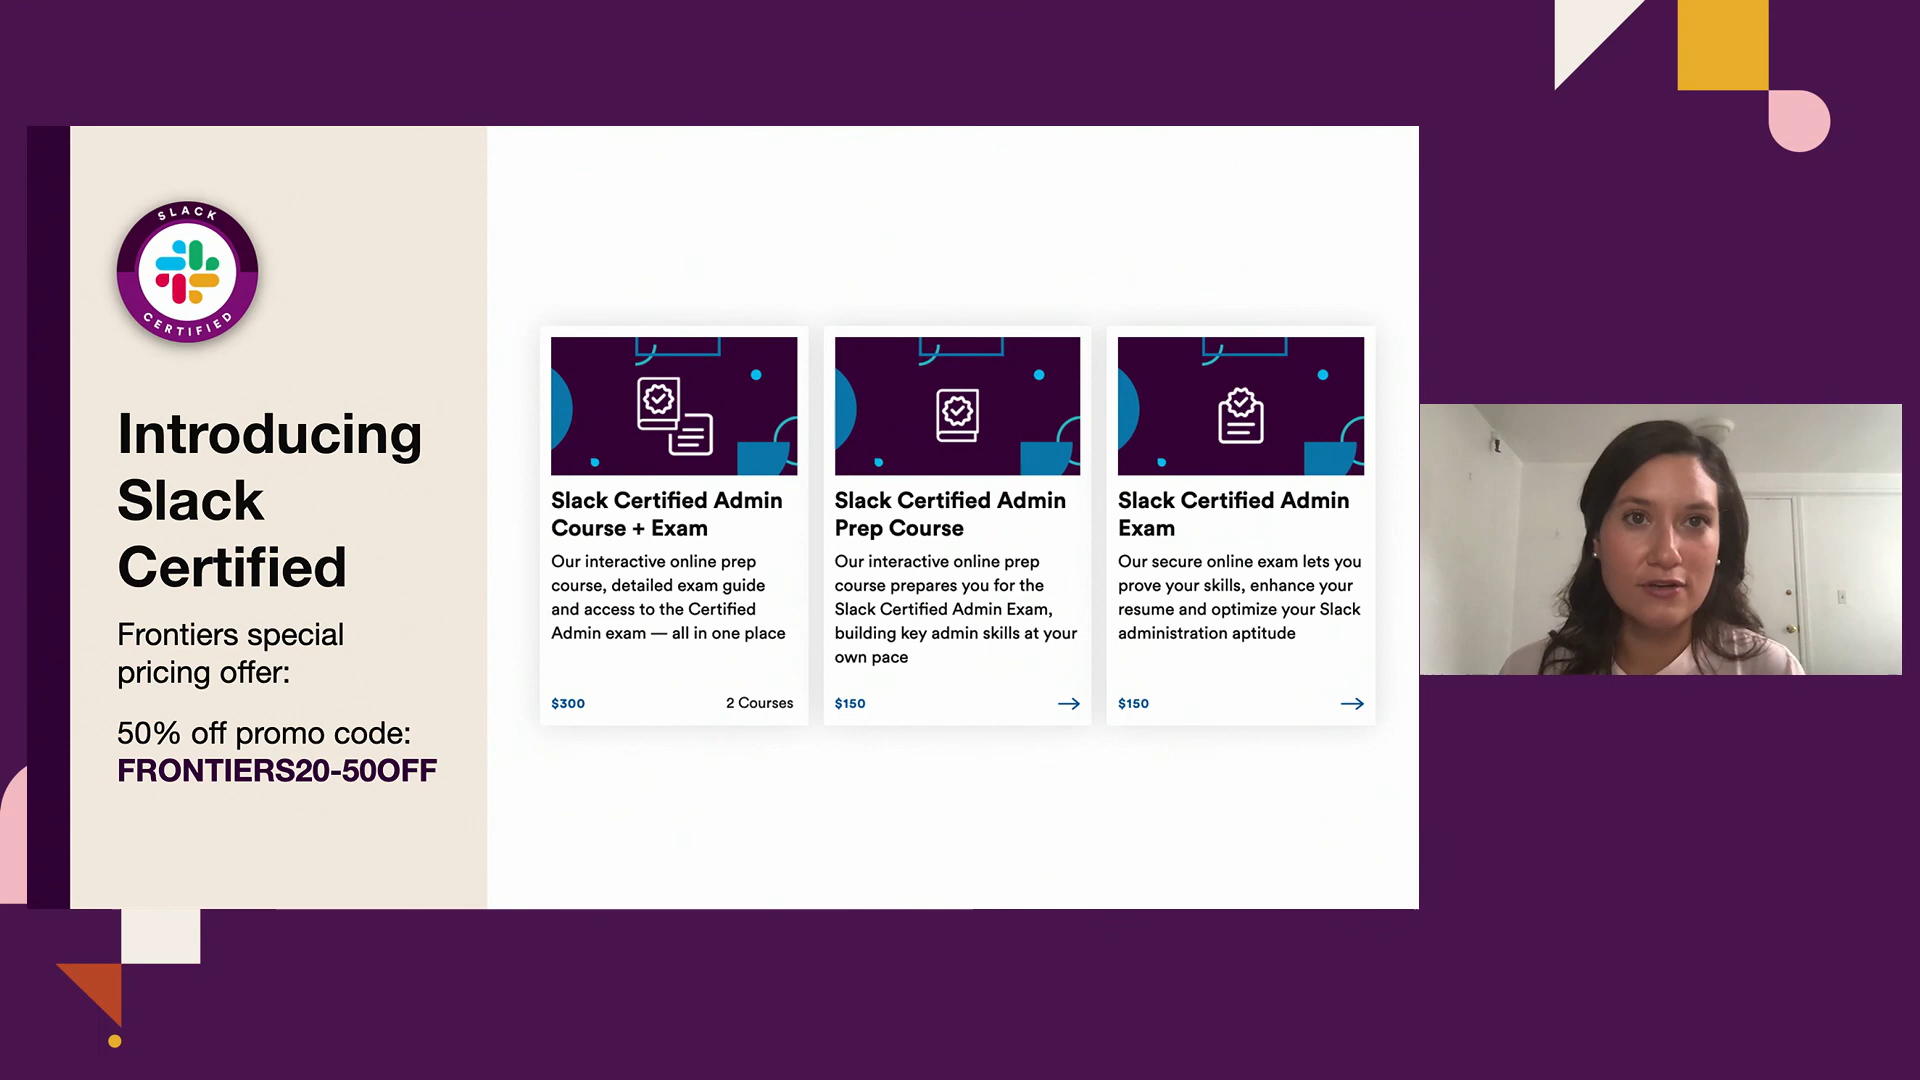 SLACK
CERTIFIED
Introducing
Slack
Certified
Frontiers special
pricing offer:
50% off promo code:
FRONTIERS20-50OFF
Slack Certified Admin
Course + Exam
Our interactive online prep
course, detailed exam guide
and access to the Certified
Admin exam — all in one place
$300
2 Courses
Slack Certified Admin
Prep Course
Our interactive online prep
course prepares you for the
Slack Certified Admin Exam,
building key admin skills at your
own pace
$150
Slack Certified Admin
Exam
Our secure online exam lets you
prove your skills, enhance your
resume and optimize your Slack
administration aptitude
$150